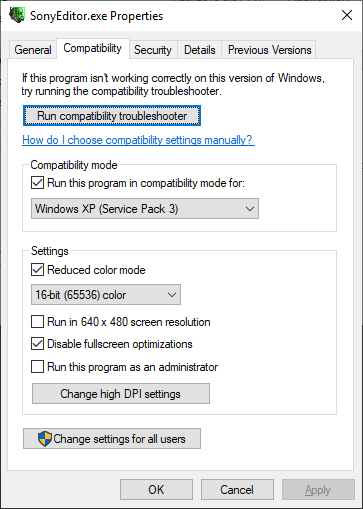 SonyEditor.exe Properties
General
Compatibility
Security
Details
Previous Versions
If this program isn't working correctly on this version of Windows,
try running the compatibility troubleshooter.
Run compatibility troubleshooter
How do I choose compatibility settings manually?
Compatibility mode
Run this program in compatibility mode for:
Windows XP (Service Pack 3)
Settings
Reduced color mode
16-bit (65536) color
Run in 640 x 480 screen resolution
Disable fullscreen optimizations
Run this program as an administrator
Change high DPI settings
Change settings for all users
OK
Cancel
Apply